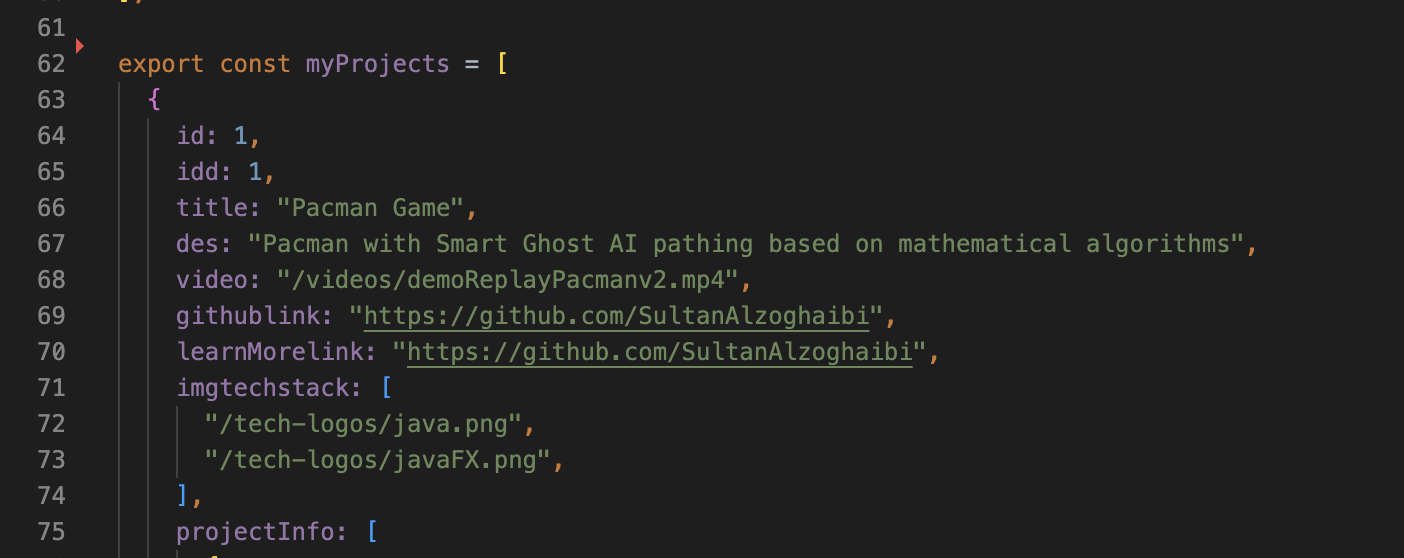 61
62 export const myProjects = [
63 {
64 id: 1,
65 idd: 1,
66 title: "Pacman Game",
67 des: "Pacman with Smart Ghost AI pathing based on mathematical algorithms",
68 video: "/videos/demoReplayPacmanv2.mp4",
69 githublink: "https://github.com/SultanAlzoghaibi",
70 learnMorelink: "https://github.com/SultanAlzoghaibi",
71 imgtechstack: [
72 "/tech-logos/java.png",
73 "/tech-logos/javaFX.png",
74 ],
75 projectInfo: [